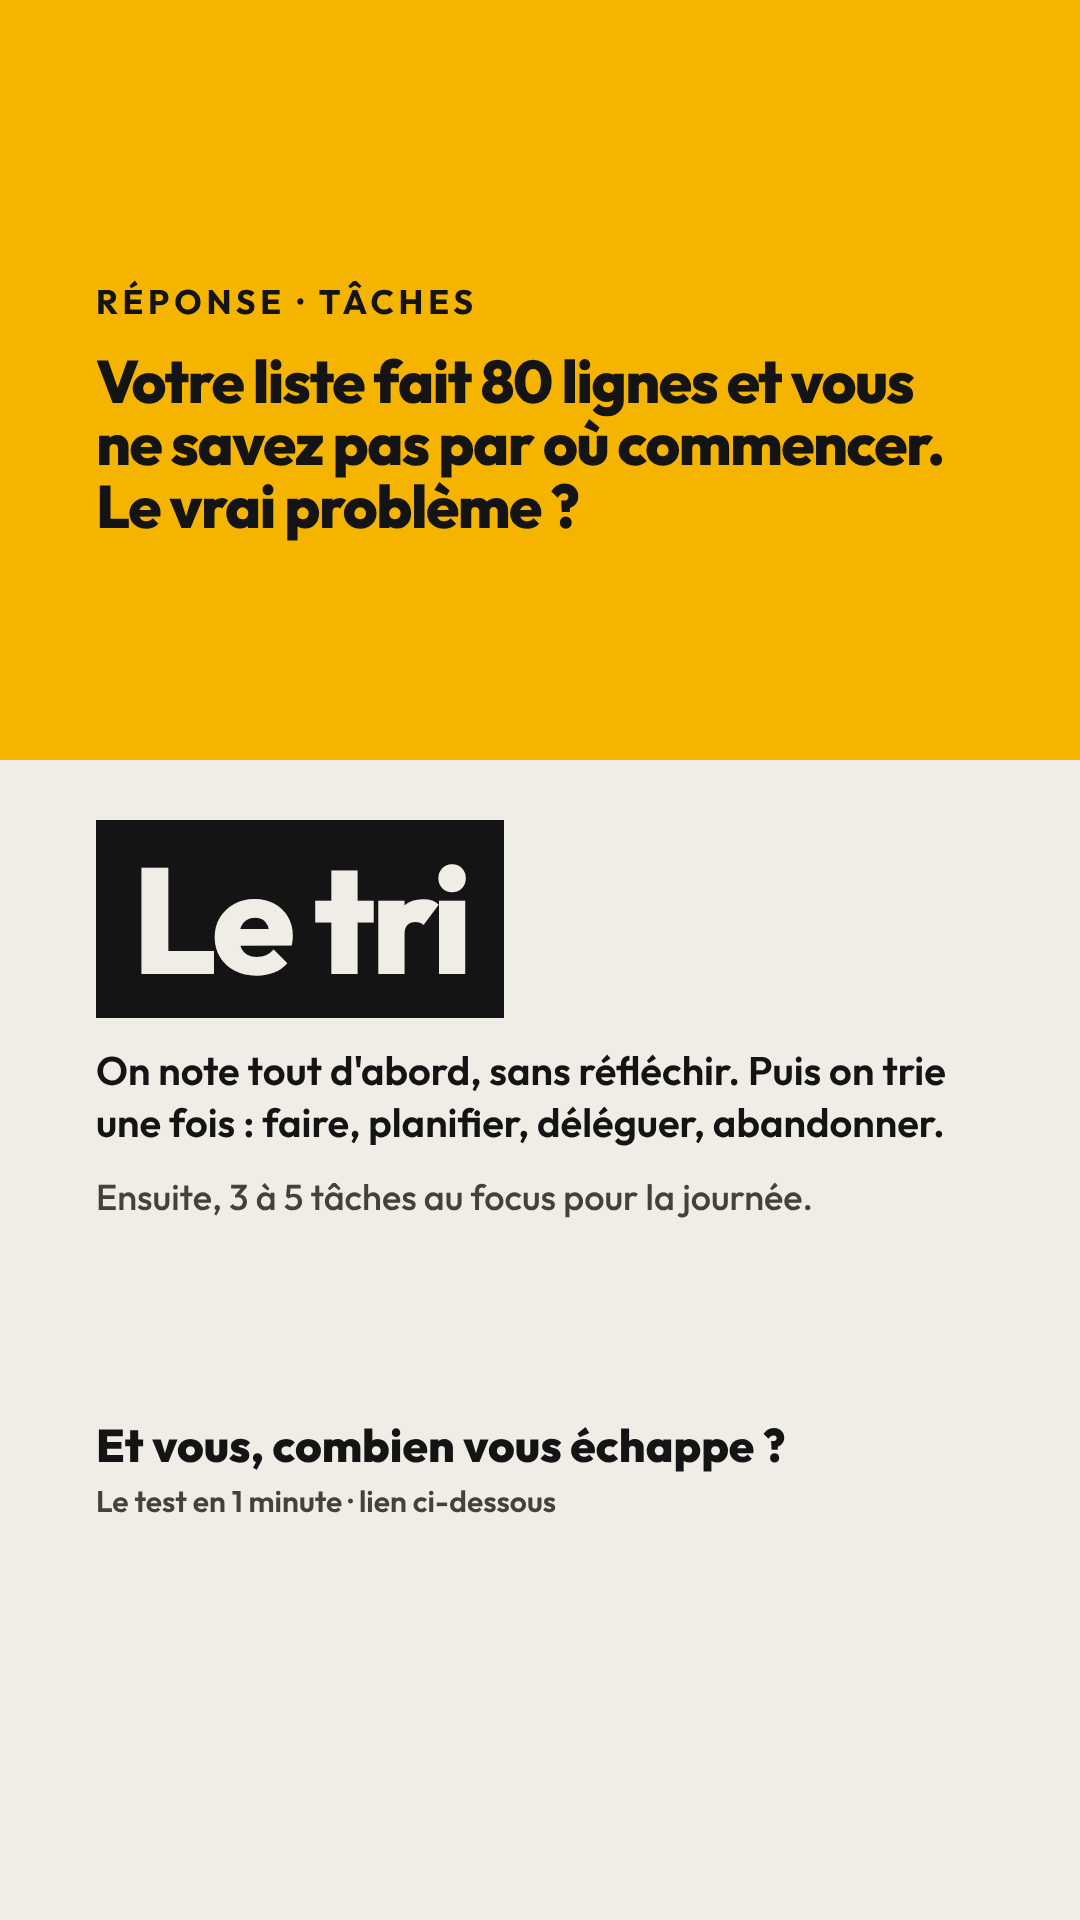 RÉPONSE · TÂCHES
Votre liste fait 80 lignes et vous
ne savez pas par où commencer.
Le vrai problème ?
Le tri
On note tout d'abord, sans réfléchir. Puis on trie
une fois : faire, planifier, déléguer, abandonner.
Ensuite, 3 à 5 tâches au focus pour la journée.
Et vous, combien vous échappe ?
Le test en 1 minute · lien ci-dessous